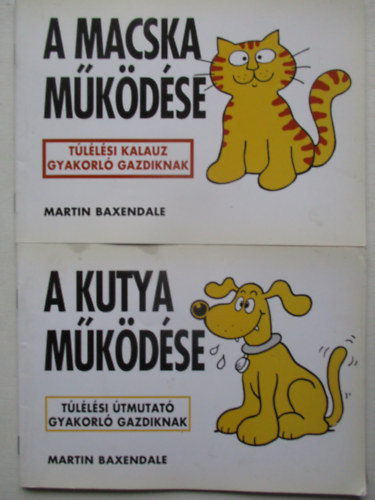 A MACSKA
MŰKÖDÉSE
TÚLÉLÉSI KALAUZ
GYAKORLÓ GAZDIKNAK
MARTIN BAXENDALE
A KUTYA
MŰKÖDÉSE
TÚLÉLÉSI ÚTMUTATÓ
GYAKORLÓ GAZDIKNAK
MARTIN BAXENDALE